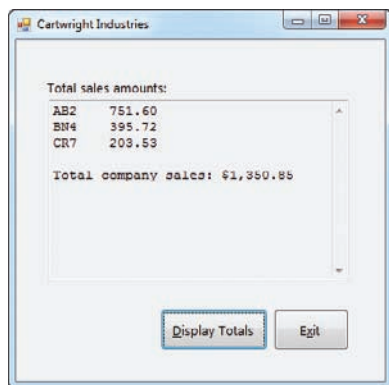 Cartwright Industries
Total sales amounts:
AB2 751.60
BN4 395.72
CR7 203.53
Total company sales: $1,350.85
Display Totals
Exit